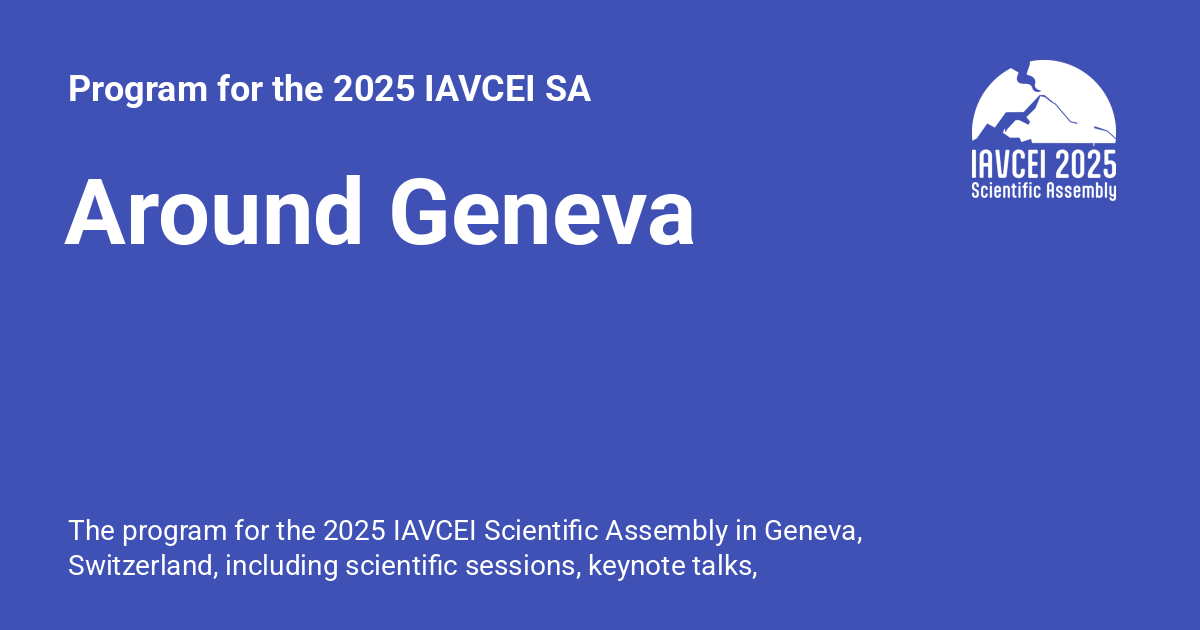 Program for the 2025 IAVCEI SA
Around Geneva
IAVCEI 2025
Scientific Assembly
The program for the 2025 IAVCEI Scientific Assembly in Geneva,
Switzerland, including scientific sessions, keynote talks,